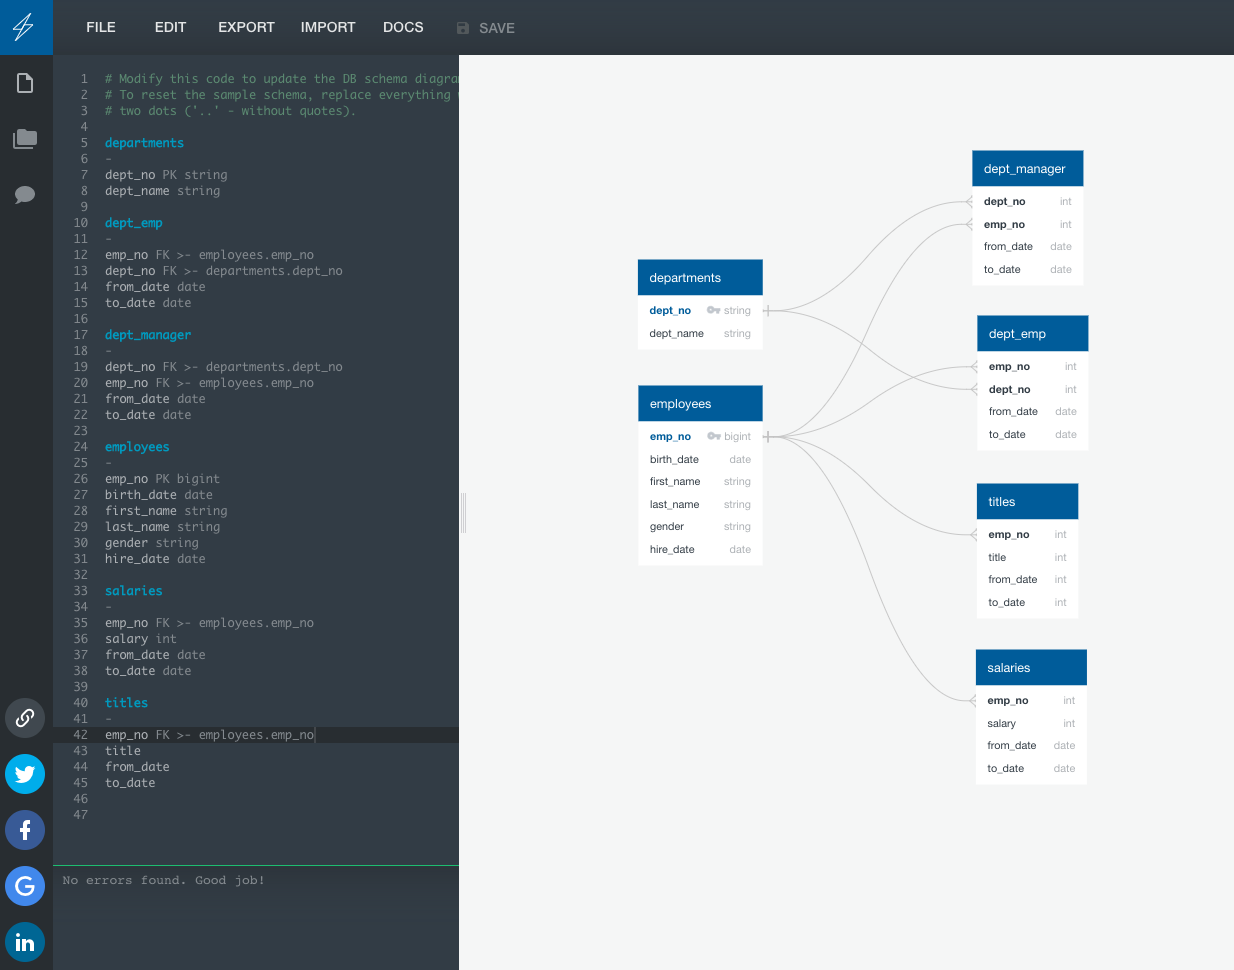 FILE EDIT EXPORT IMPORT DOCS SAVE
1 # Modify this code to update the DB schema diagram
2 # To reset the sample schema, replace everything
3 # two dots ('..' - without quotes).
4
5 departments
6 -
7 dept_no PK string
8 dept_name string
9
10 dept_emp
11 -
12 emp_no FK >- employees.emp_no
13 dept_no FK >- departments.dept_no
14 from_date date
15 to_date date
16
17 dept_manager
18 -
19 dept_no FK >- departments.dept_no
20 emp_no FK >- employees.emp_no
21 from_date date
22 to_date date
23
24 employees
25 -
26 emp_no PK bigint
27 birth_date date
28 first_name string
29 last_name string
30 gender string
31 hire_date date
32
33 salaries
34 -
35 emp_no FK >- employees.emp_no
36 salary int
37 from_date date
38 to_date date
39
40 titles
41 -
42 emp_no FK >- employees.emp_no
43 title
44 from_date
45 to_date
46
47
No errors found. Good job!
departments
dept_no string
dept_name string
employees
emp_no bigint
birth_date date
first_name string
last_name string
gender string
hire_date date
dept_manager
dept_no int
emp_no int
from_date date
to_date date
dept_emp
emp_no int
dept_no int
from_date date
to_date date
titles
emp_no int
title int
from_date int
to_date int
salaries
emp_no int
salary int
from_date date
to_date date